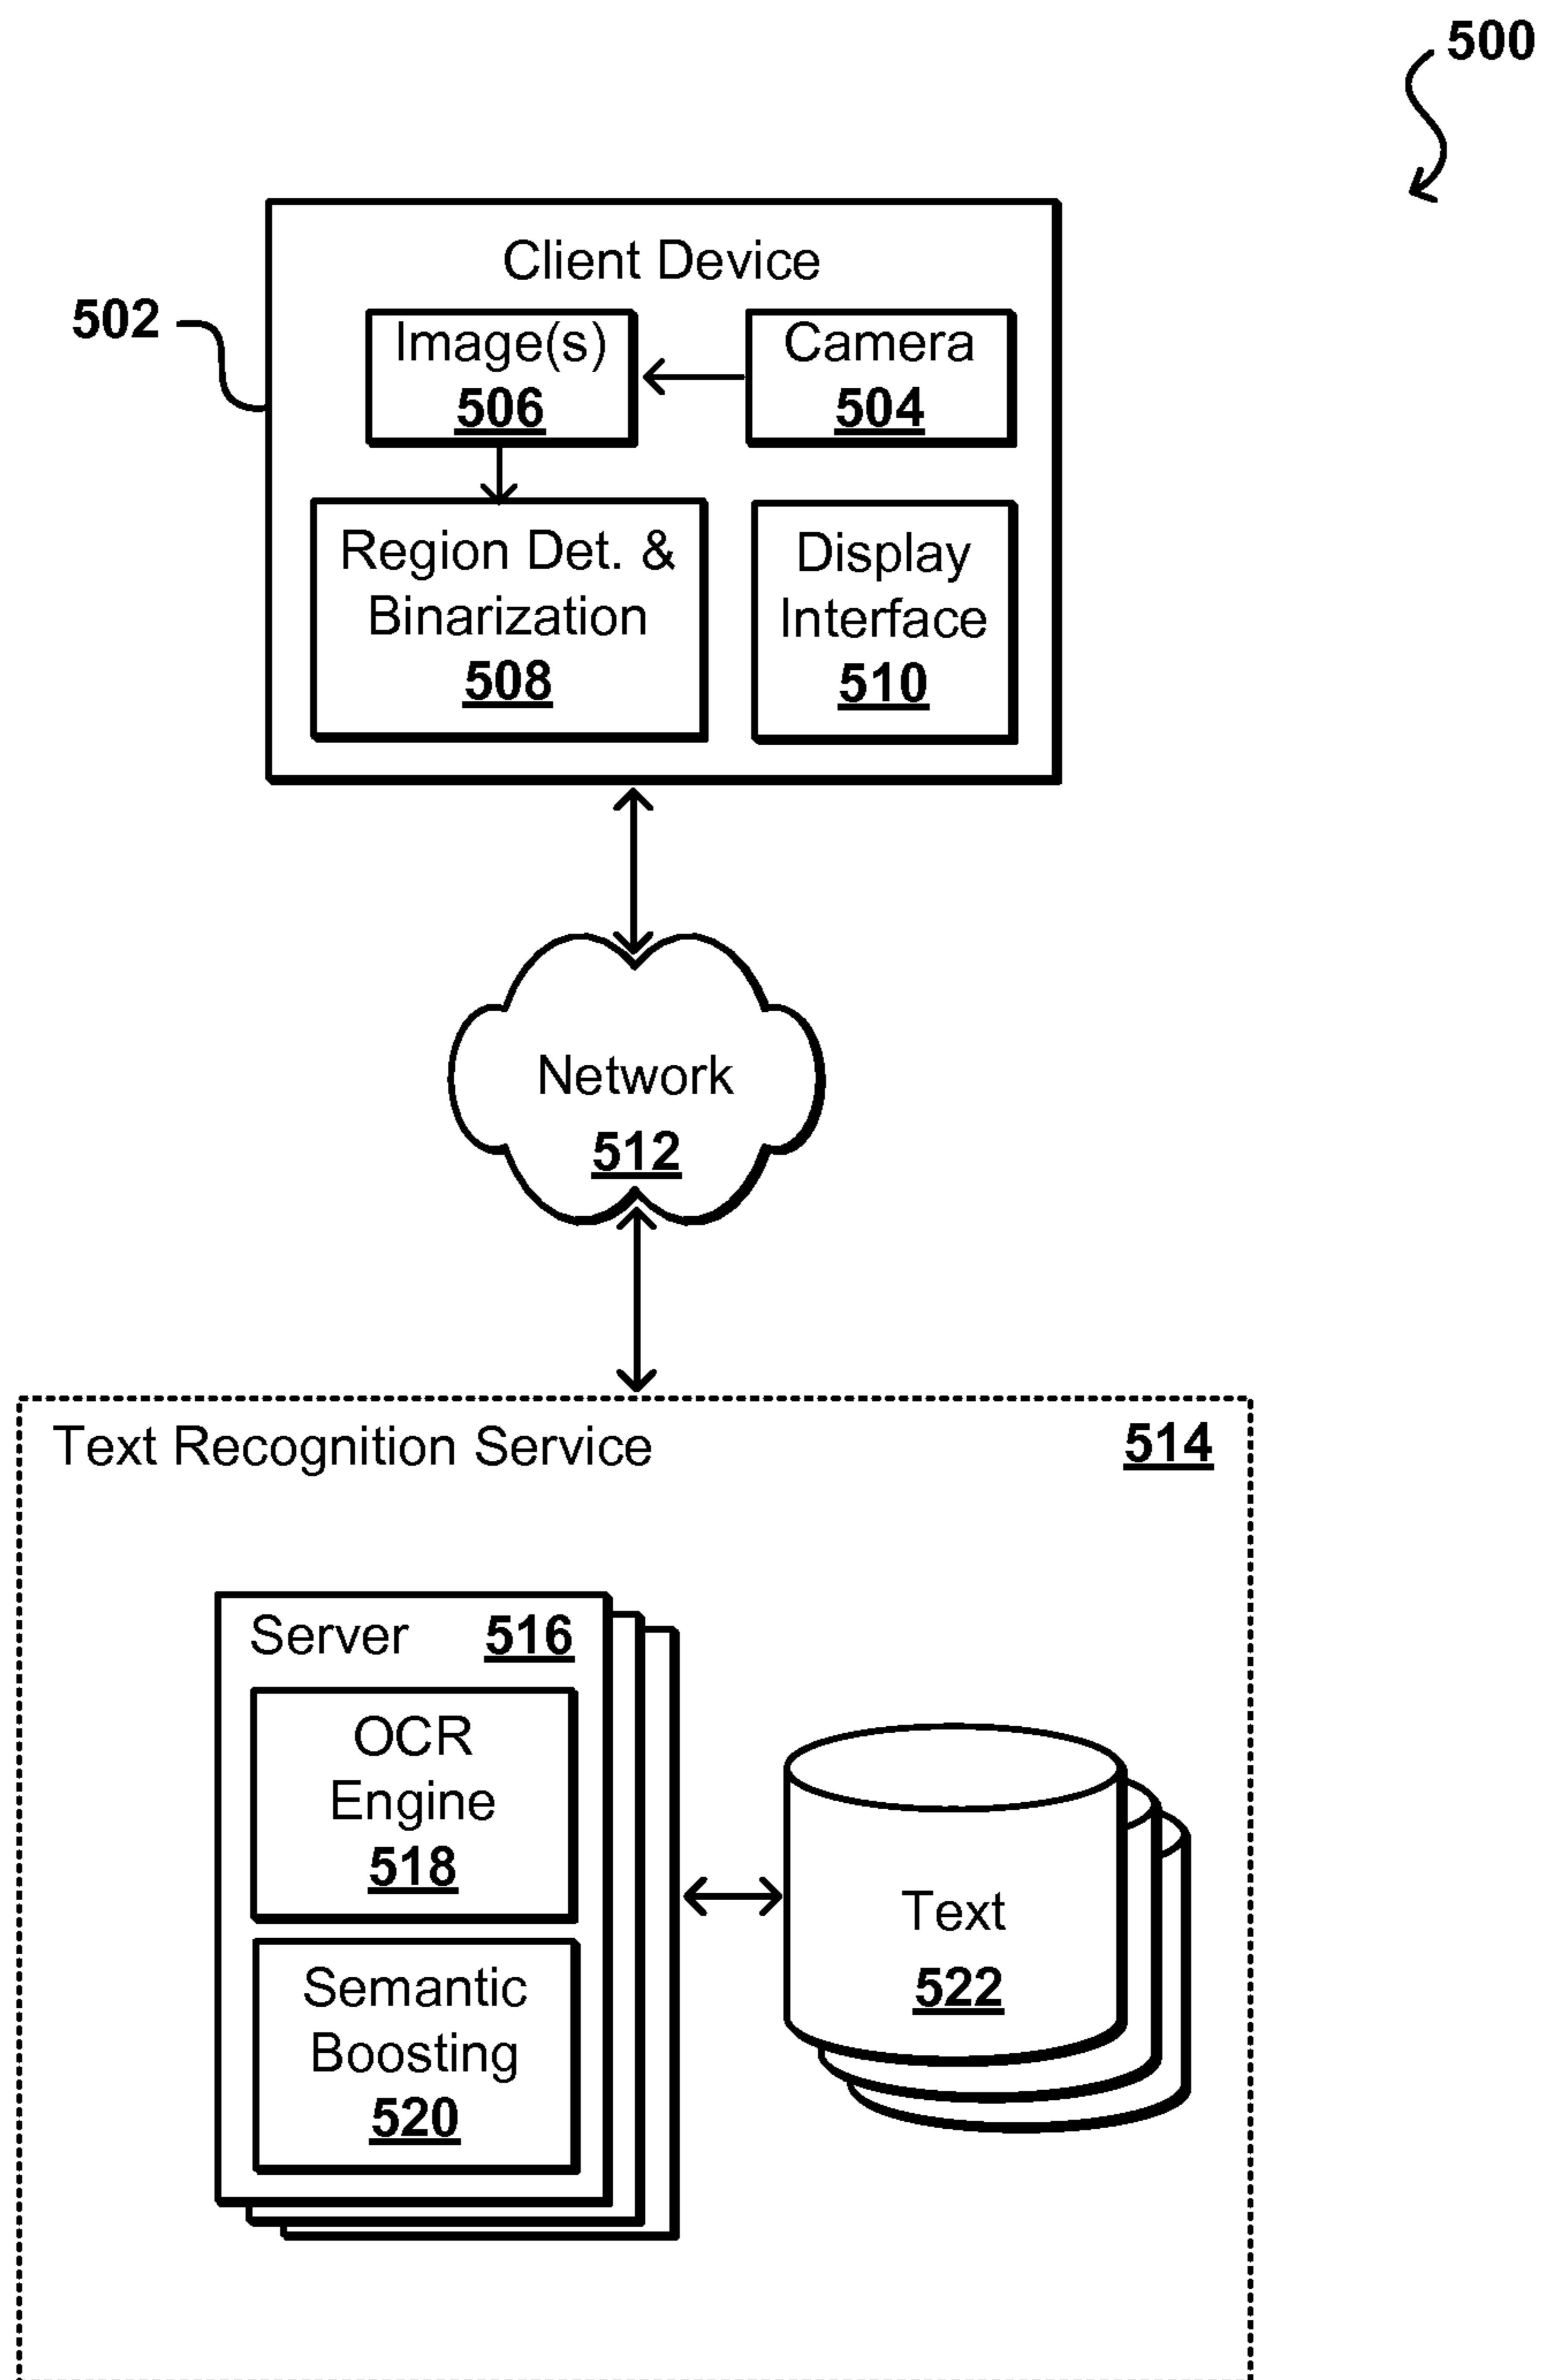 500
Client Device
502
Image(s)
506
Camera
504
Region Det. &
Binarization
508
Display
Interface
510
Network
512
Text Recognition Service
514
Server 516
OCR
Engine
518
Semantic
Boosting
520
Text
522